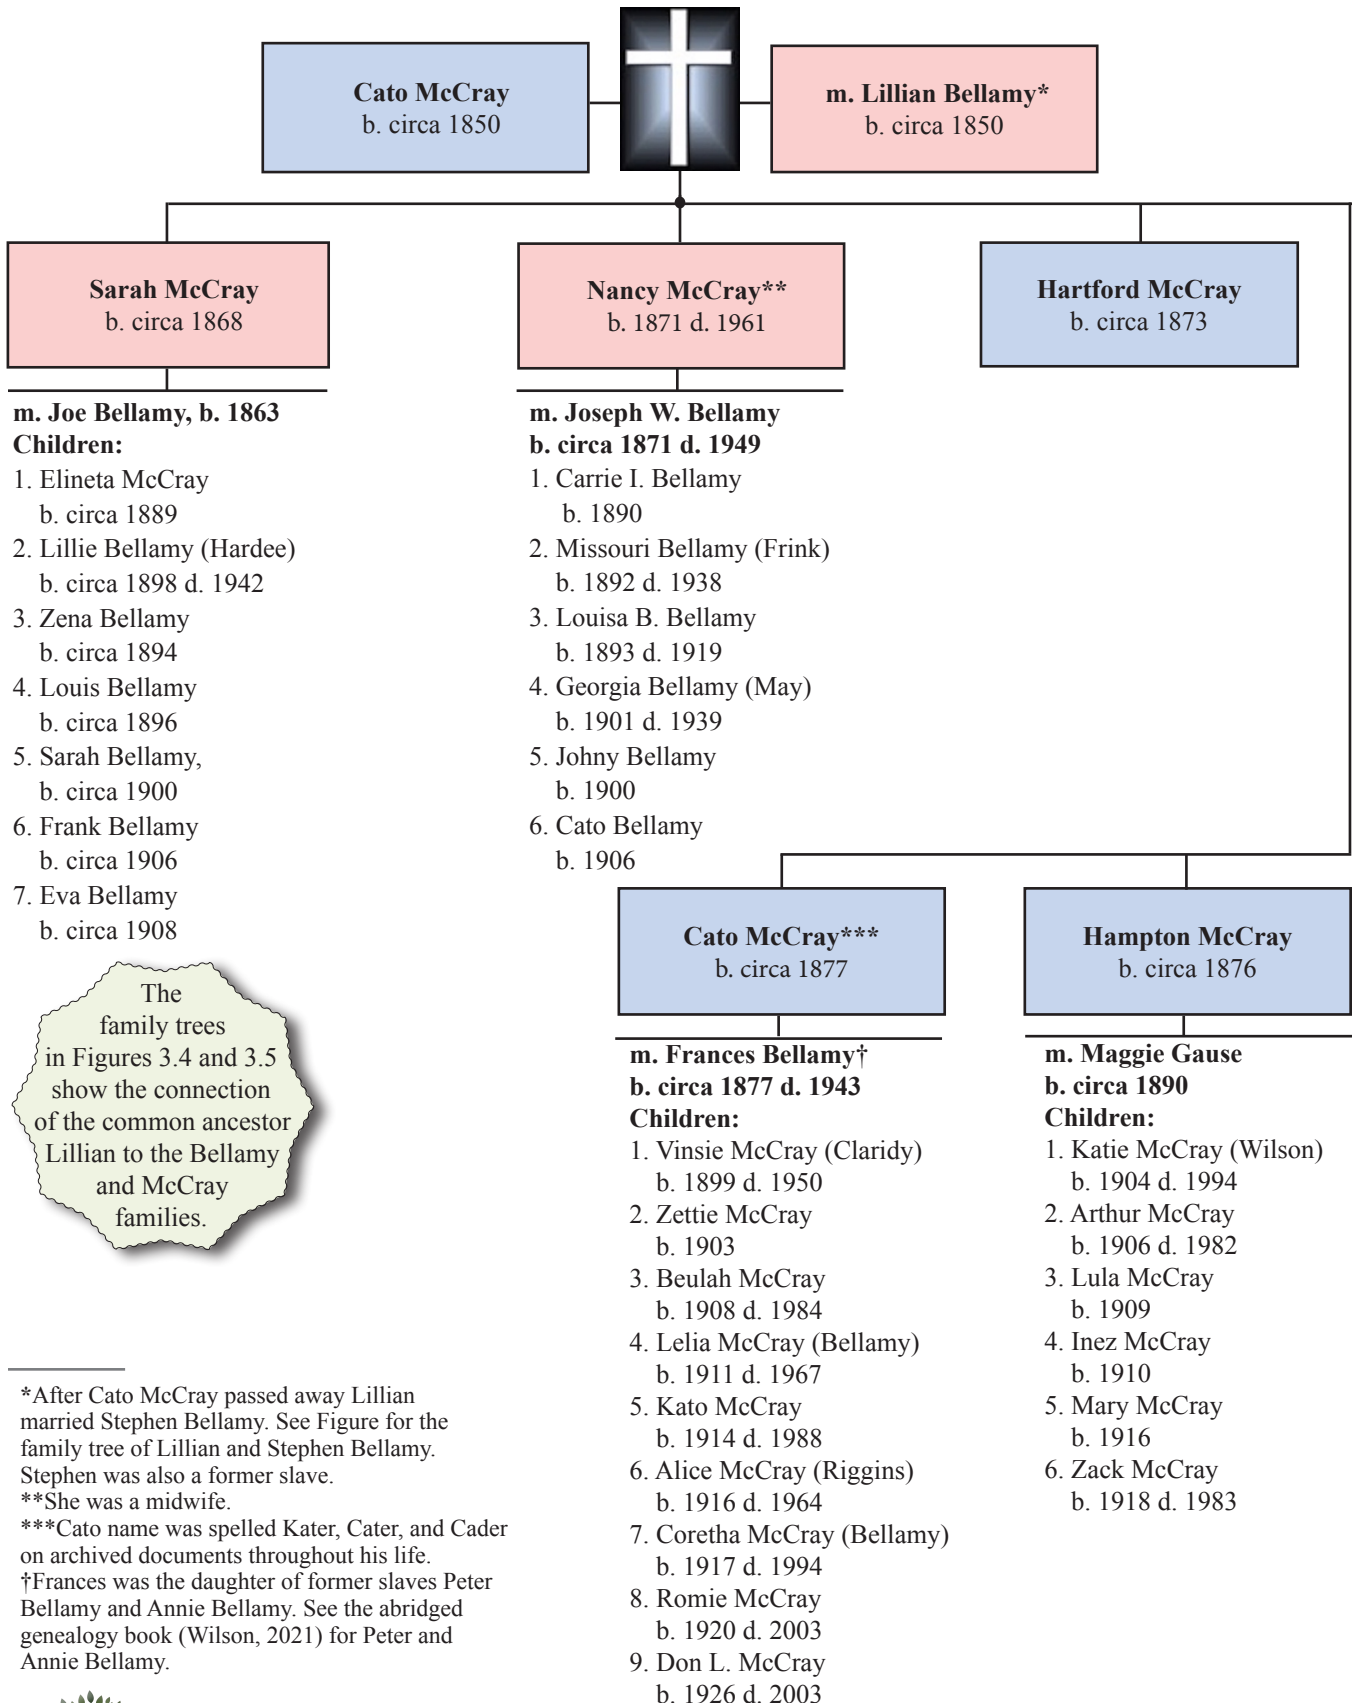 Cato McCray
b. circa 1850
m. Lillian Bellamy*
b. circa 1850
Sarah McCray
b. circa 1868
Nancy McCray**
b. 1871 d. 1961
Hartford McCray
b. circa 1873
m. Joe Bellamy, b. 1863
Children:
1. Elineta McCray
b. circa 1889
2. Lillie Bellamy (Hardee)
b. circa 1898 d. 1942
3. Zena Bellamy
b. circa 1894
4. Louis Bellamy
b. circa 1896
5. Sarah Bellamy,
b. circa 1900
6. Frank Bellamy
b. circa 1906
7. Eva Bellamy
b. circa 1908
m. Joseph W. Bellamy
b. circa 1871 d. 1949
1. Carrie I. Bellamy
b. 1890
2. Missouri Bellamy (Frink)
b. 1892 d. 1938
3. Louisa B. Bellamy
b. 1893 d. 1919
4. Georgia Bellamy (May)
b. 1901 d. 1939
5. Johny Bellamy
b. 1900
6. Cato Bellamy
b. 1906
Cato McCray***
b. circa 1877
Hampton McCray
b. circa 1876
m. Frances Bellamy†
b. circa 1877 d. 1943
Children:
1. Vinsie McCray (Claridy)
b. 1899 d. 1950
2. Zettie McCray
b. 1903
3. Beulah McCray
b. 1908 d. 1984
4. Lelia McCray (Bellamy)
b. 1911 d. 1967
5. Kato McCray
b. 1914 d. 1988
6. Alice McCray (Riggins)
b. 1916 d. 1964
7. Coretha McCray (Bellamy)
b. 1917 d. 1994
8. Romie McCray
b. 1920 d. 2003
9. Don L. McCray
b. 1926 d. 2003
m. Maggie Gause
b. circa 1890
Children:
1. Katie McCray (Wilson)
b. 1904 d. 1994
2. Arthur McCray
b. 1906 d. 1982
3. Lula McCray
b. 1909
4. Inez McCray
b. 1910
5. Mary McCray
b. 1916
6. Zack McCray
b. 1918 d. 1983
The
family trees
in Figures 3.4 and 3.5
show the connection
of the common ancestor
Lillian to the Bellamy
and McCray
families.
*After Cato McCray passed away Lillian
married Stephen Bellamy. See Figure for the
family tree of Lillian and Stephen Bellamy.
Stephen was also a former slave.
**She was a midwife.
***Cato name was spelled Kater, Cater, and Cader
on archived documents throughout his life.
†Frances was the daughter of former slaves Peter
Bellamy and Annie Bellamy. See the abridged
genealogy book (Wilson, 2021) for Peter and
Annie Bellamy.